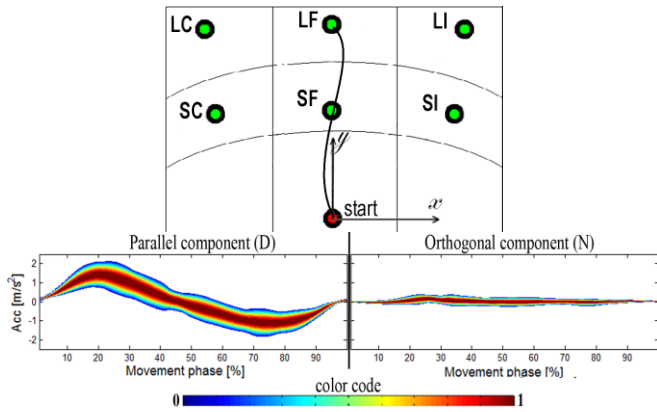 LC LF LI
SC SF SI
y
start x
Parallel component (D) Orthogonal component (N)
Acc [m/s²]
2
1
0
-1
-2
10 20 30 40 50 60 70 80 90 10 20 30 40 50 60 70 80 90
Movement phase [%] Movement phase [%]
color code
0 1